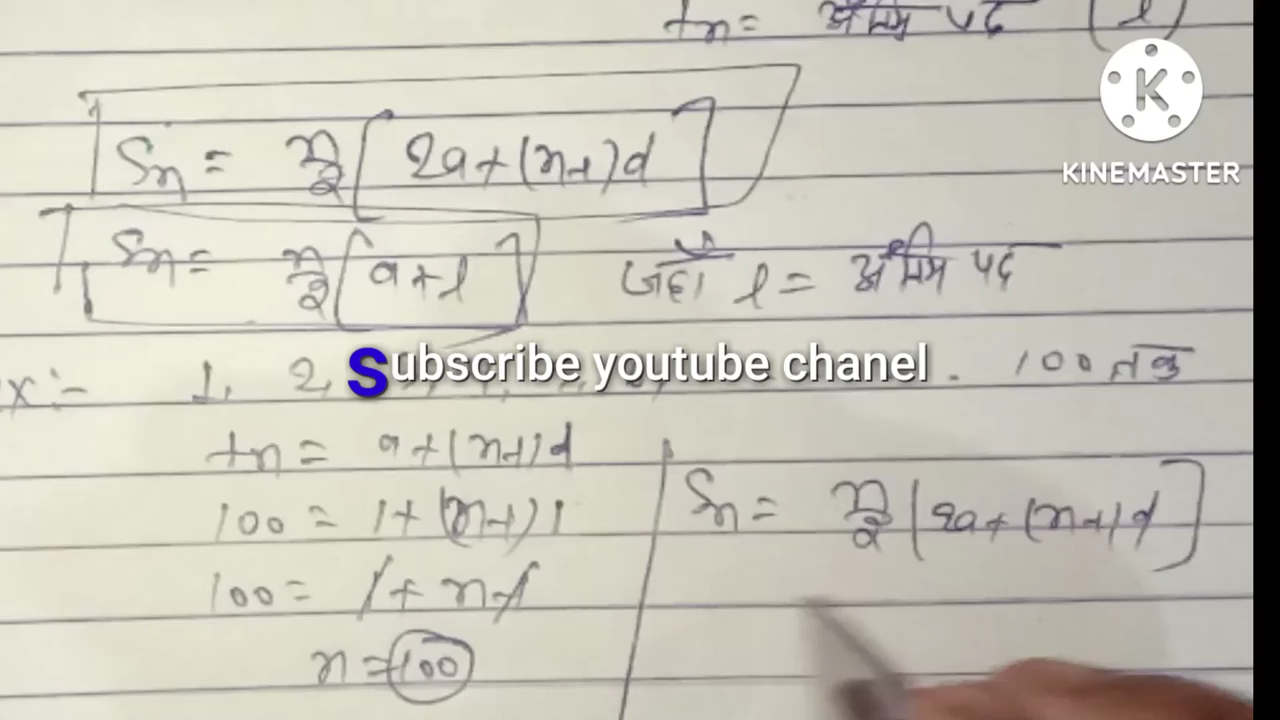 tn = अंतिम पद (l)
K
KINEMASTER
Sn = n/2 [2a+(n-1)d]
Sn = n/2 [a+l] जहाँ l = अंतिम पद
Subscribe youtube chanel
Ex:- 1, 2, . 100 तक
tn = a+(n-1)d
100 = 1+(n-1)1
100 = 1+n-1
n = 100
Sn = n/2 [2a+(n-1)d]